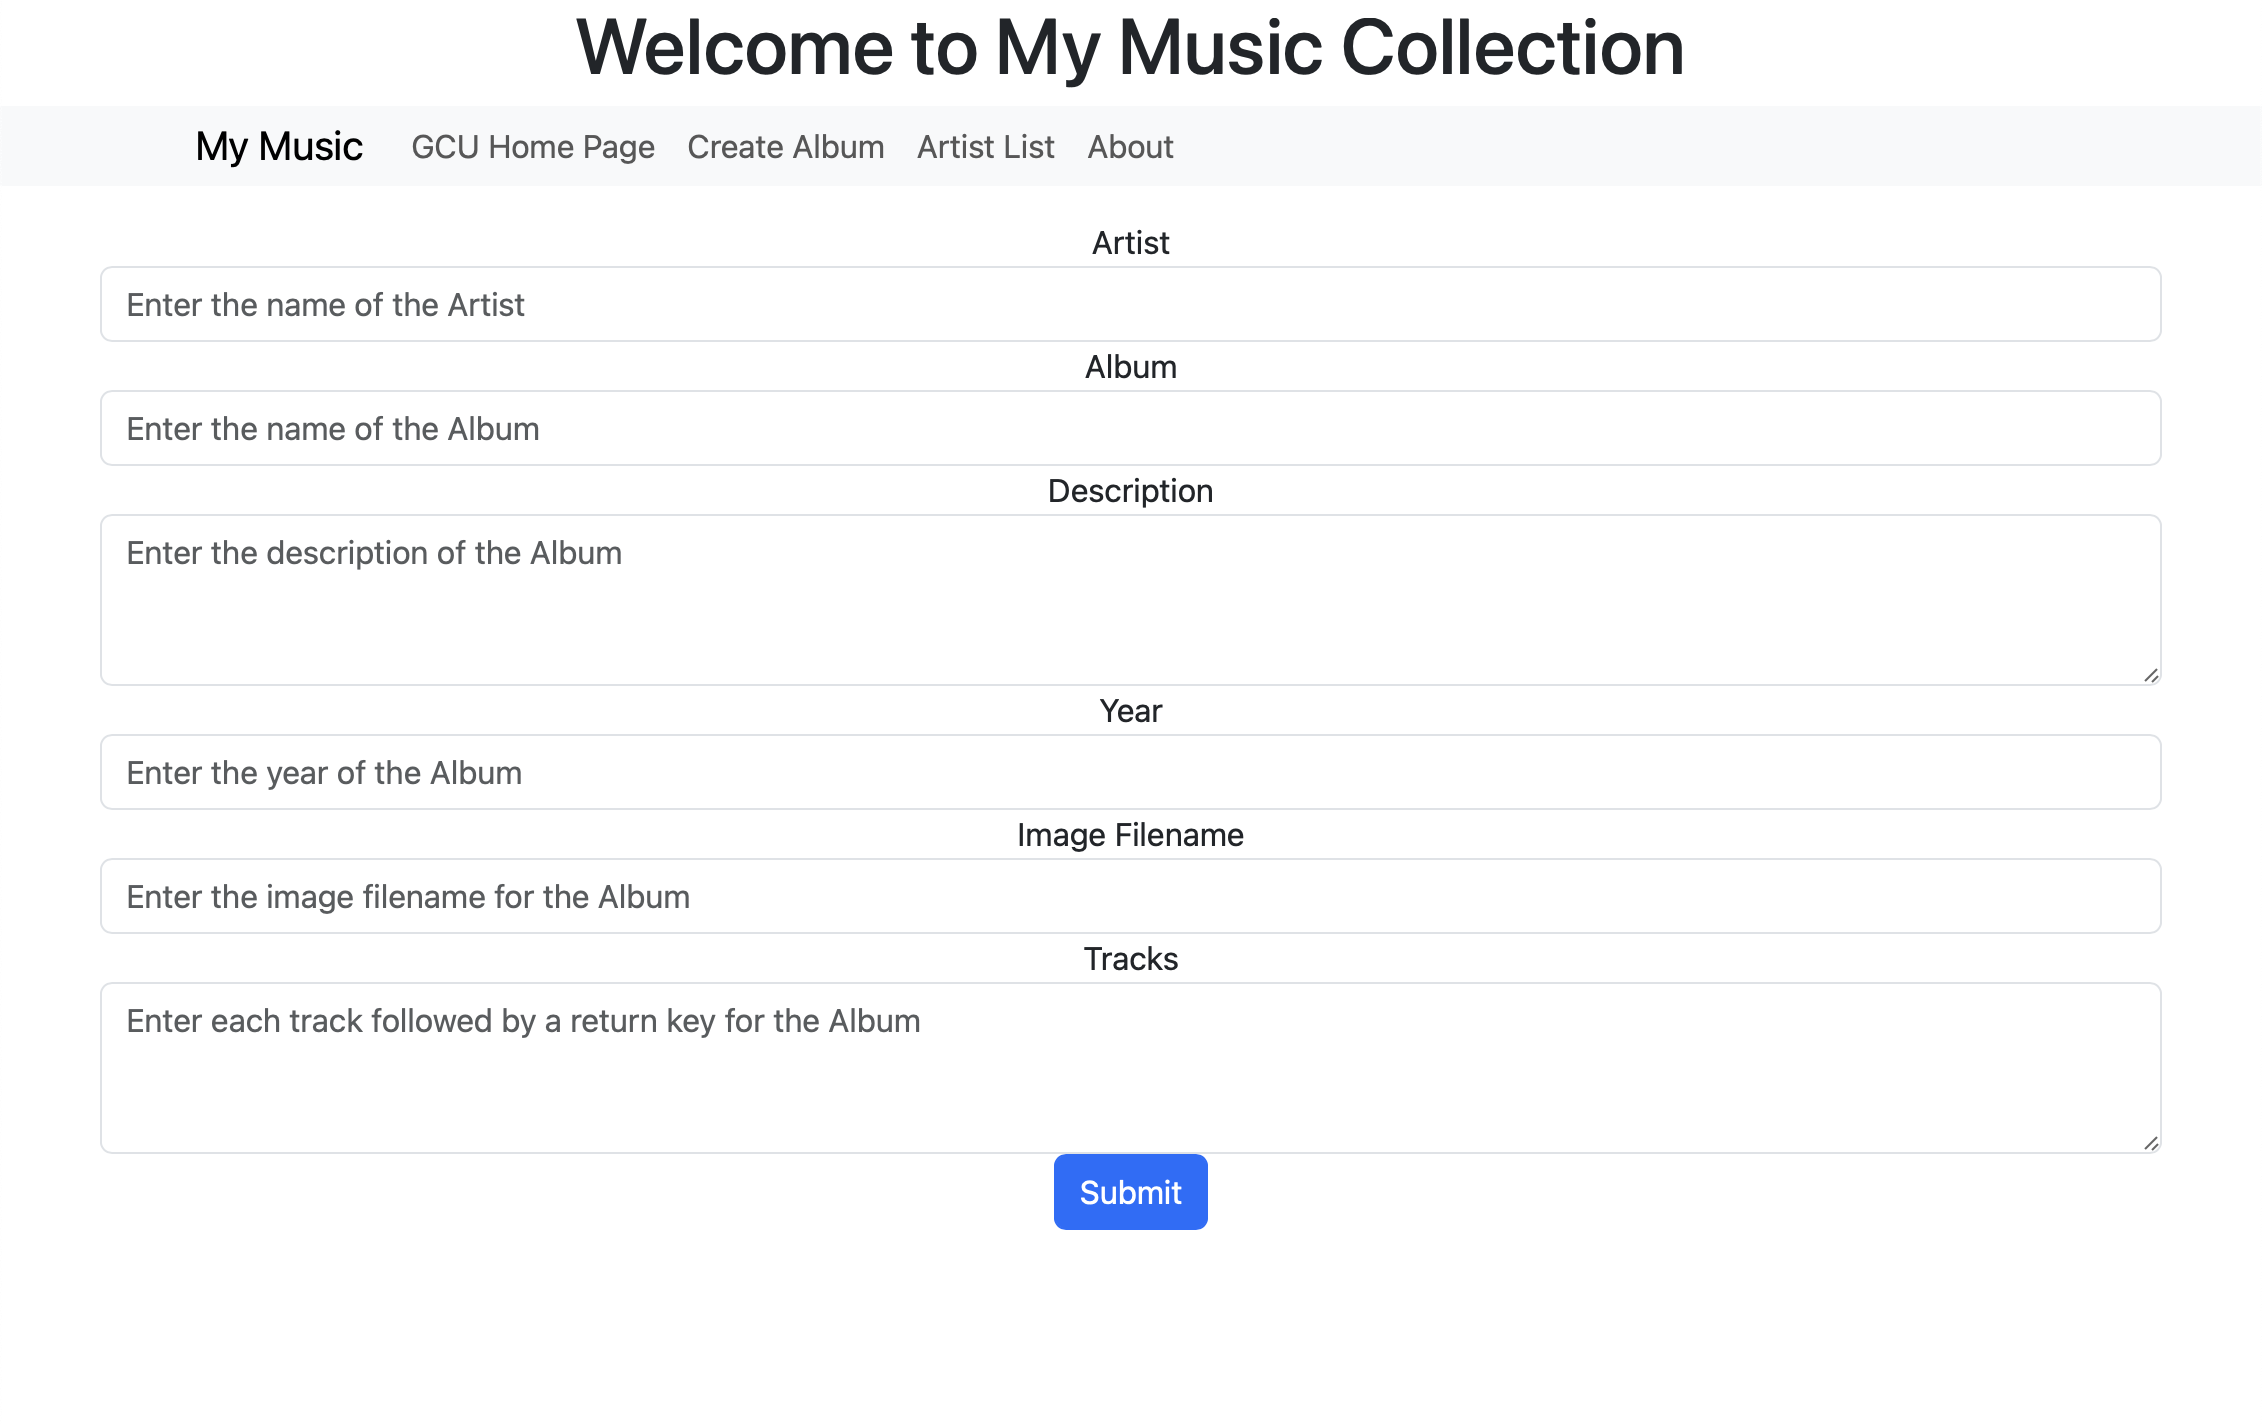 Welcome to My Music Collection
My Music GCU Home Page Create Album Artist List About
Artist
Enter the name of the Artist
Album
Enter the name of the Album
Description
Enter the description of the Album
Year
Enter the year of the Album
Image Filename
Enter the image filename for the Album
Tracks
Enter each track followed by a return key for the Album
Submit